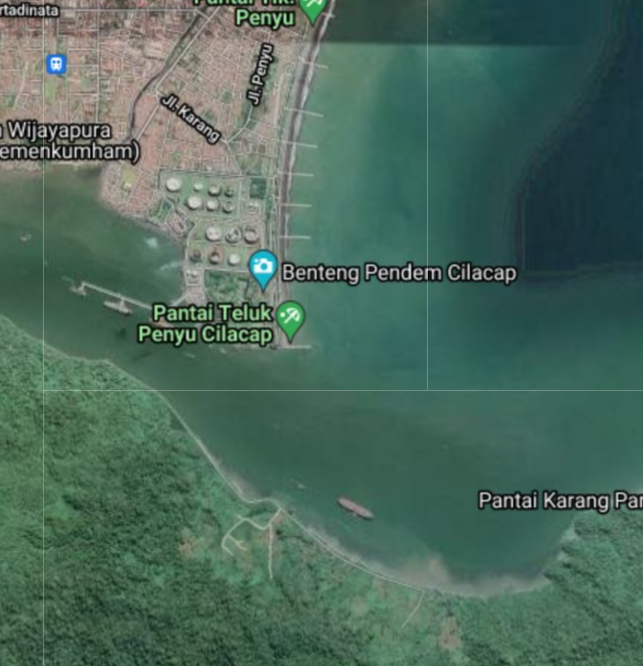 rtadinata
Pantai Tlk.
Penyu
Jl. Penyu
Jl. Karang
Wijayapura
emenkumham)
Benteng Pendem Cilacap
Pantai Teluk
Penyu Cilacap
Pantai Karang Pa